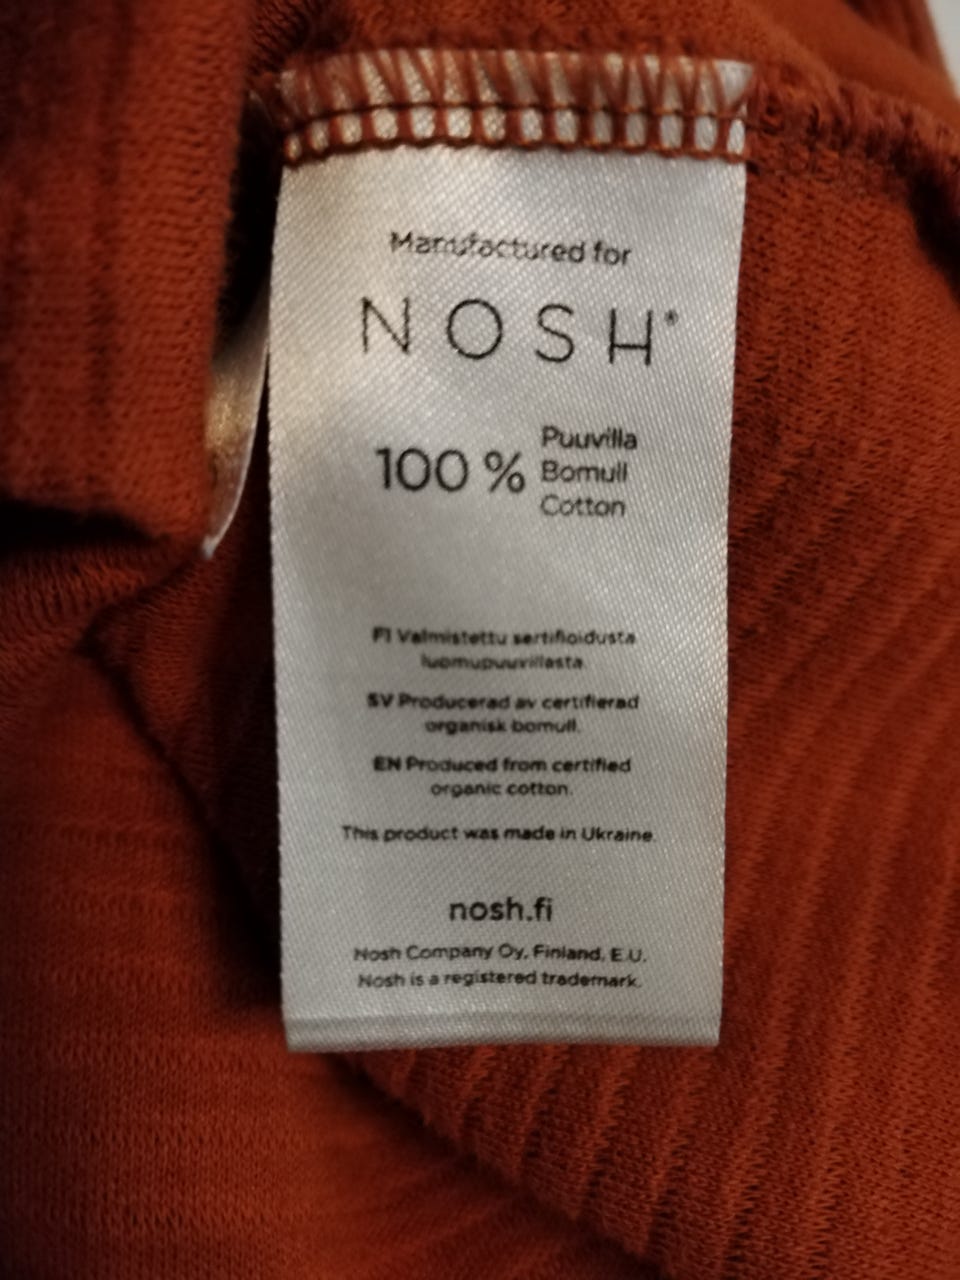 Manufactured for
NOSH®
100 %
Puuvilla
Bomull
Cotton
FI Valmistettu sertifioidusta
luomupuuvillasta.
SV Producerad av certifierad
organisk bomull.
EN Produced from certified
organic cotton.
This product was made in Ukraine.
nosh.fi
Nosh Company Oy, Finland, E.U.
Nosh is a registered trademark.